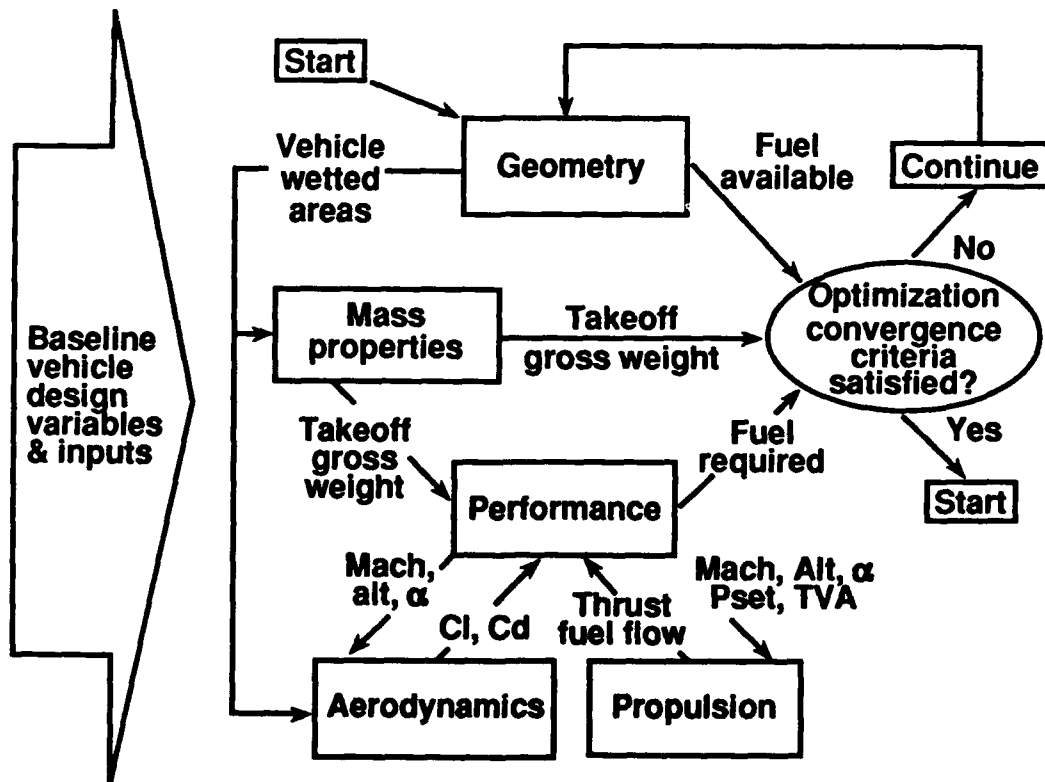 Start
Vehicle
wetted
areas
Geometry
Fuel
available
Continue
No
Baseline
vehicle
design
variables
& inputs
Mass
properties
Takeoff
gross weight
Optimization
convergence
criteria
satisfied?
Takeoff
gross
weight
Fuel
required
Yes
Start
Performance
Mach,
alt, α
Cl, Cd
Thrust
fuel flow
Mach, Alt, α
Pset, TVA
Aerodynamics
Propulsion